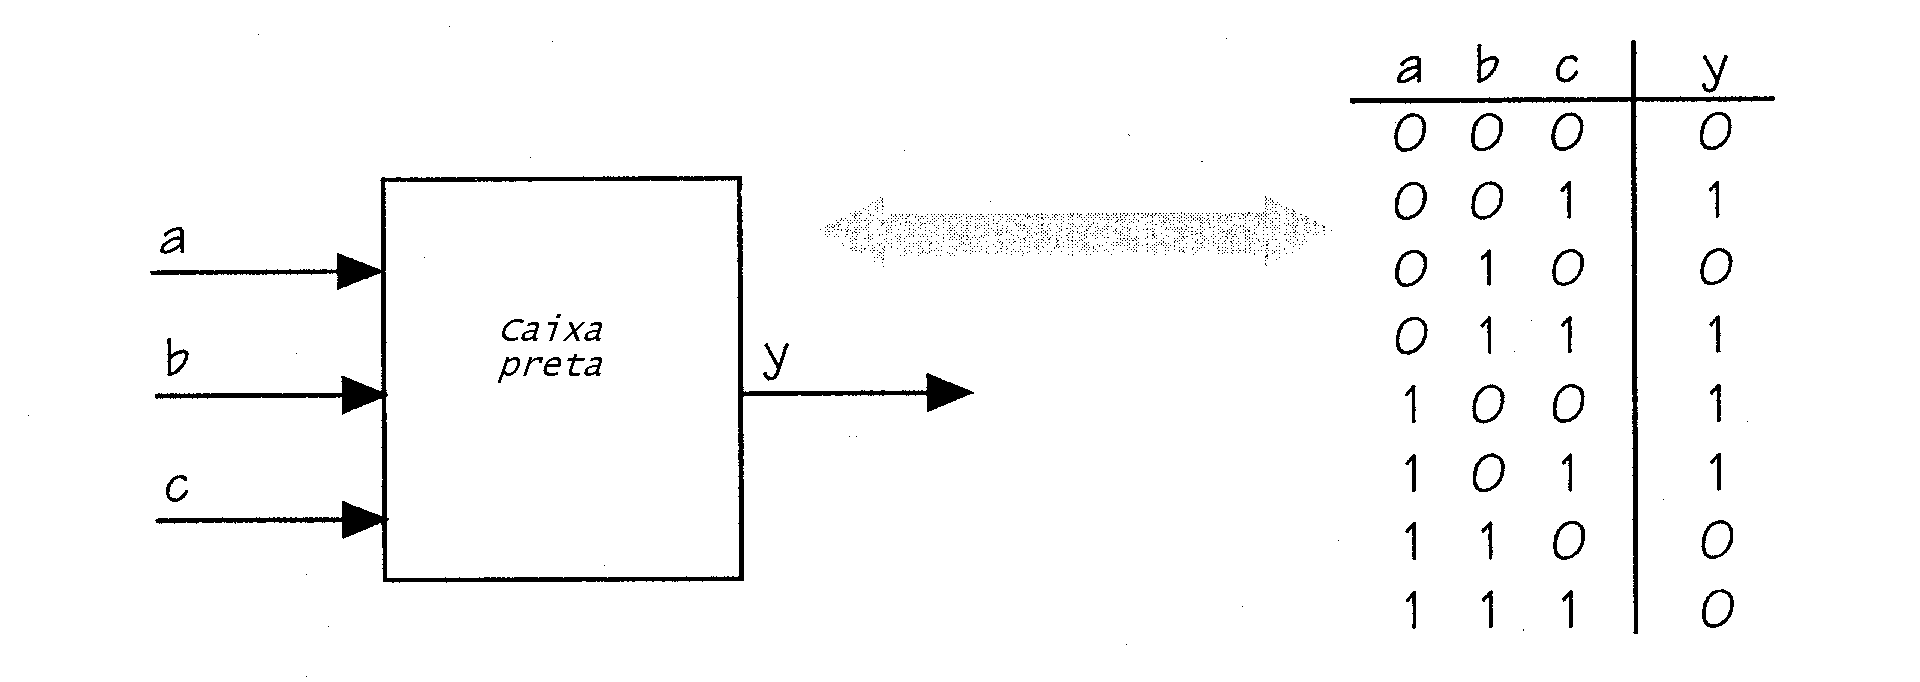 a
b
c
Caixa
preta
y
a b c y
0 0 0 0
0 0 1 1
0 1 0 0
0 1 1 1
1 0 0 1
1 0 1 1
1 1 0 0
1 1 1 0